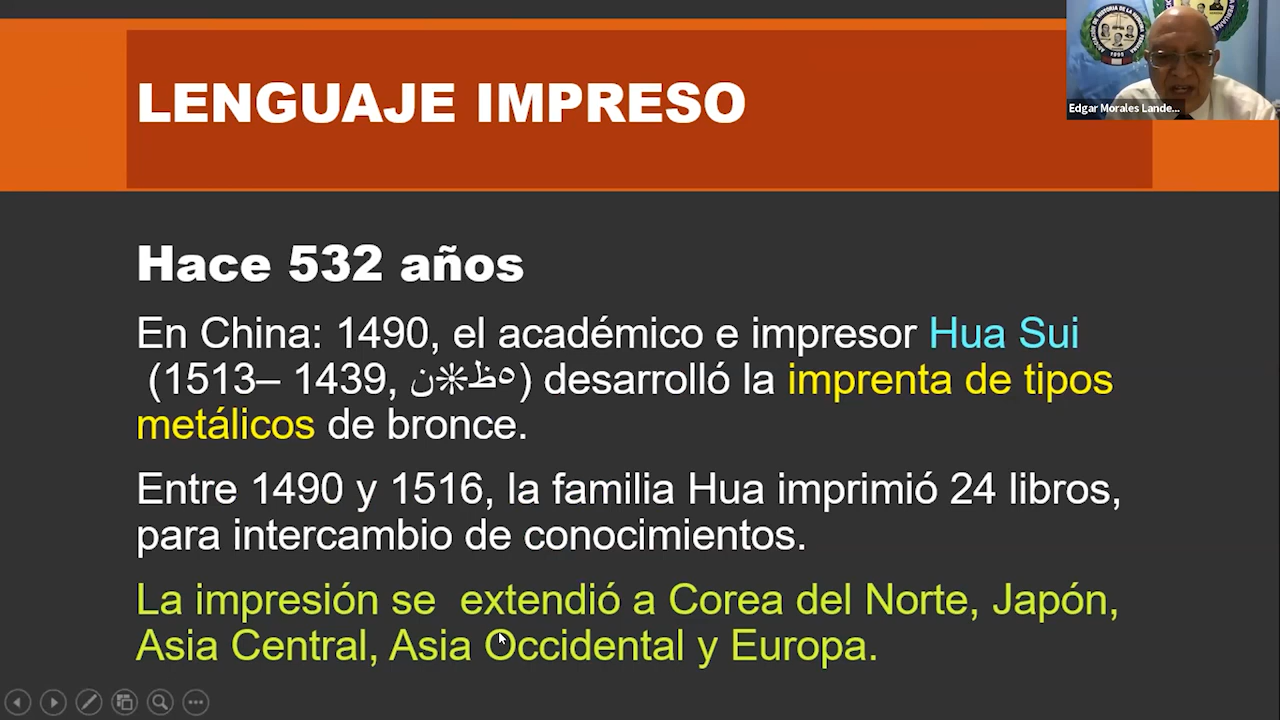 LENGUAJE IMPRESO
Edgar Morales Lande...
Hace 532 años
En China: 1490, el académico e impresor Hua Sui
(1513– 1439, ن❊ظه) desarrolló la imprenta de tipos
metálicos de bronce.
Entre 1490 y 1516, la familia Hua imprimió 24 libros,
para intercambio de conocimientos.
La impresión se extendió a Corea del Norte, Japón,
Asia Central, Asia Occidental y Europa.